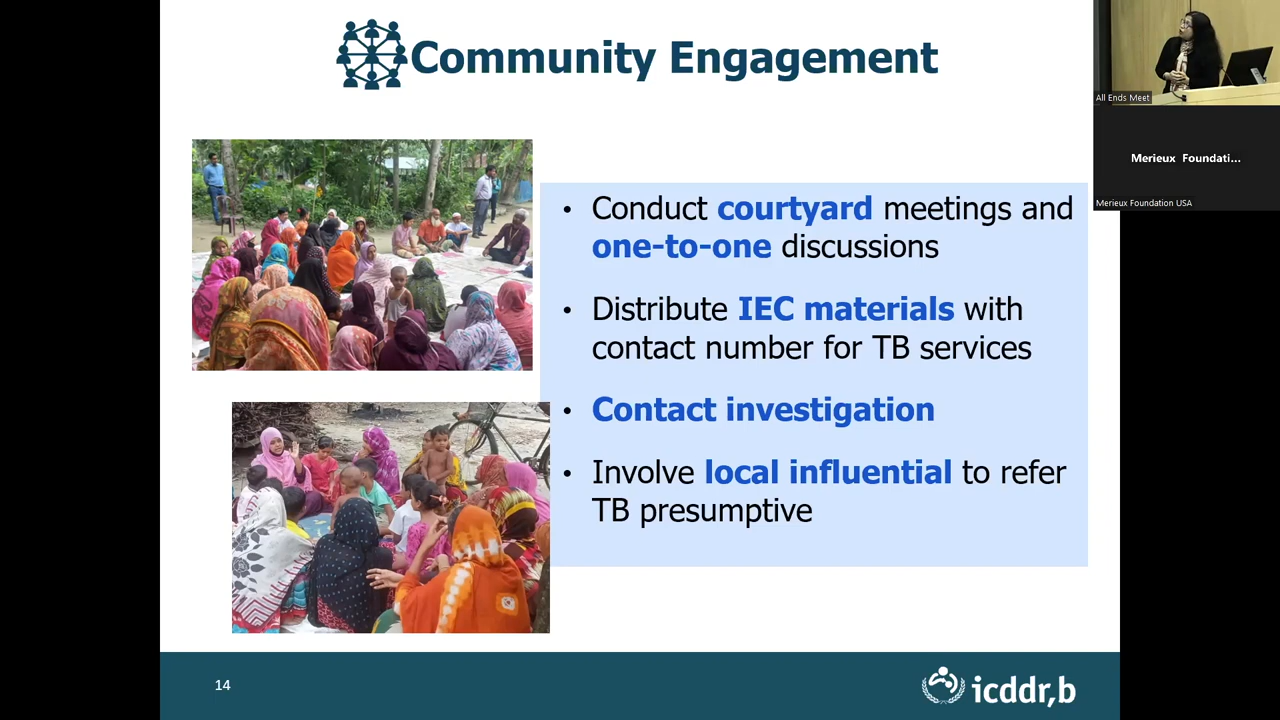 Community Engagement
All Ends Meet
Merieux Foundati...
Merieux Foundation USA
• Conduct courtyard meetings and
one-to-one discussions
• Distribute IEC materials with
contact number for TB services
• Contact investigation
• Involve local influential to refer
TB presumptive
14
icddr,b